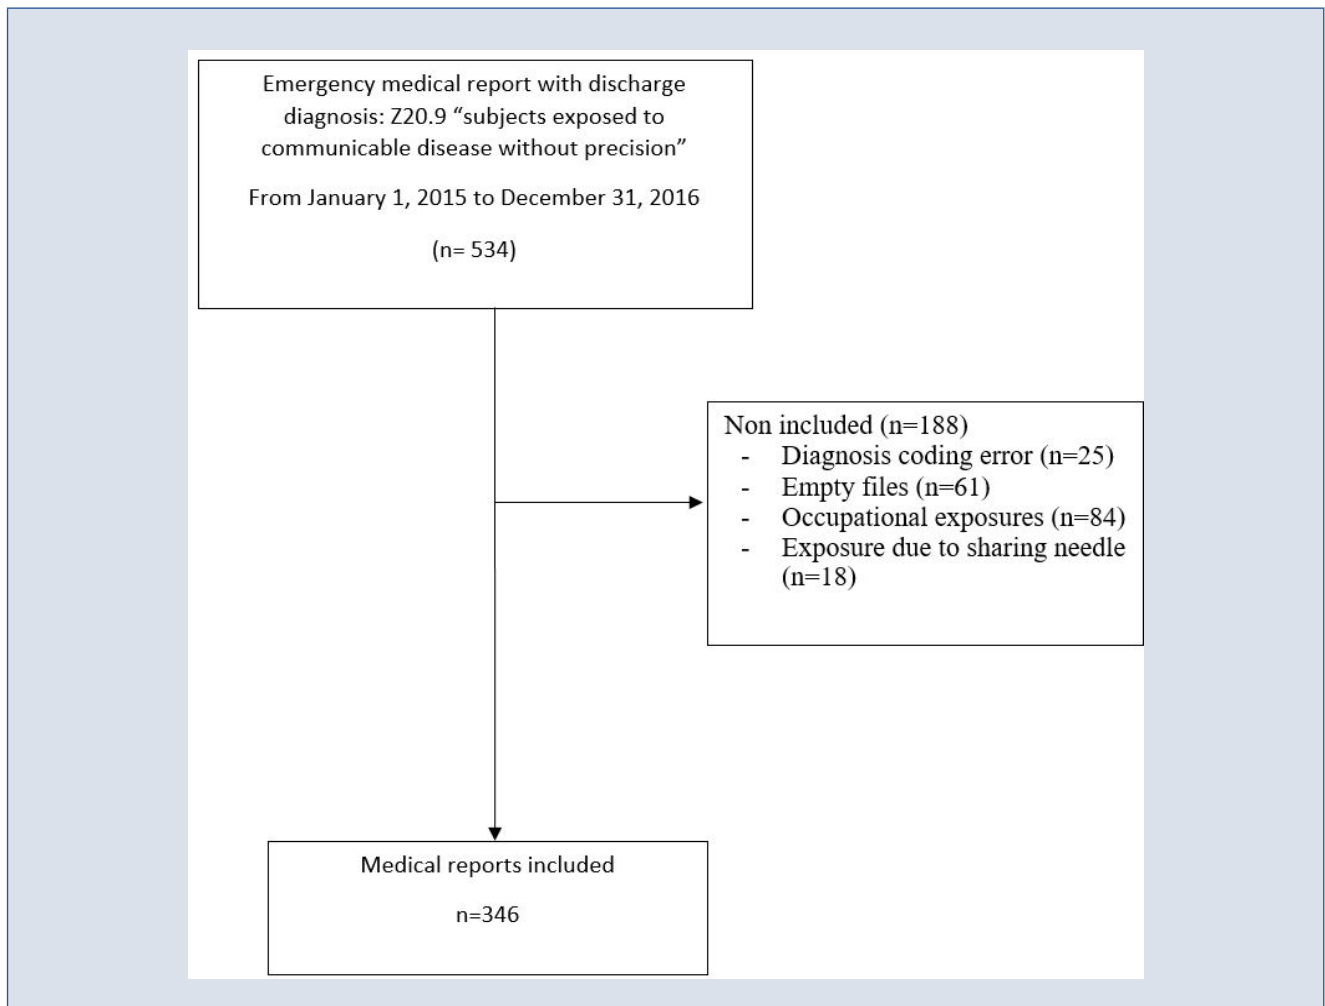 Emergency medical report with discharge
diagnosis: Z20.9 “subjects exposed to
communicable disease without precision”
From January 1, 2015 to December 31, 2016
(n= 534)
Non included (n=188)
- Diagnosis coding error (n=25)
- Empty files (n=61)
- Occupational exposures (n=84)
- Exposure due to sharing needle
(n=18)
Medical reports included
n=346